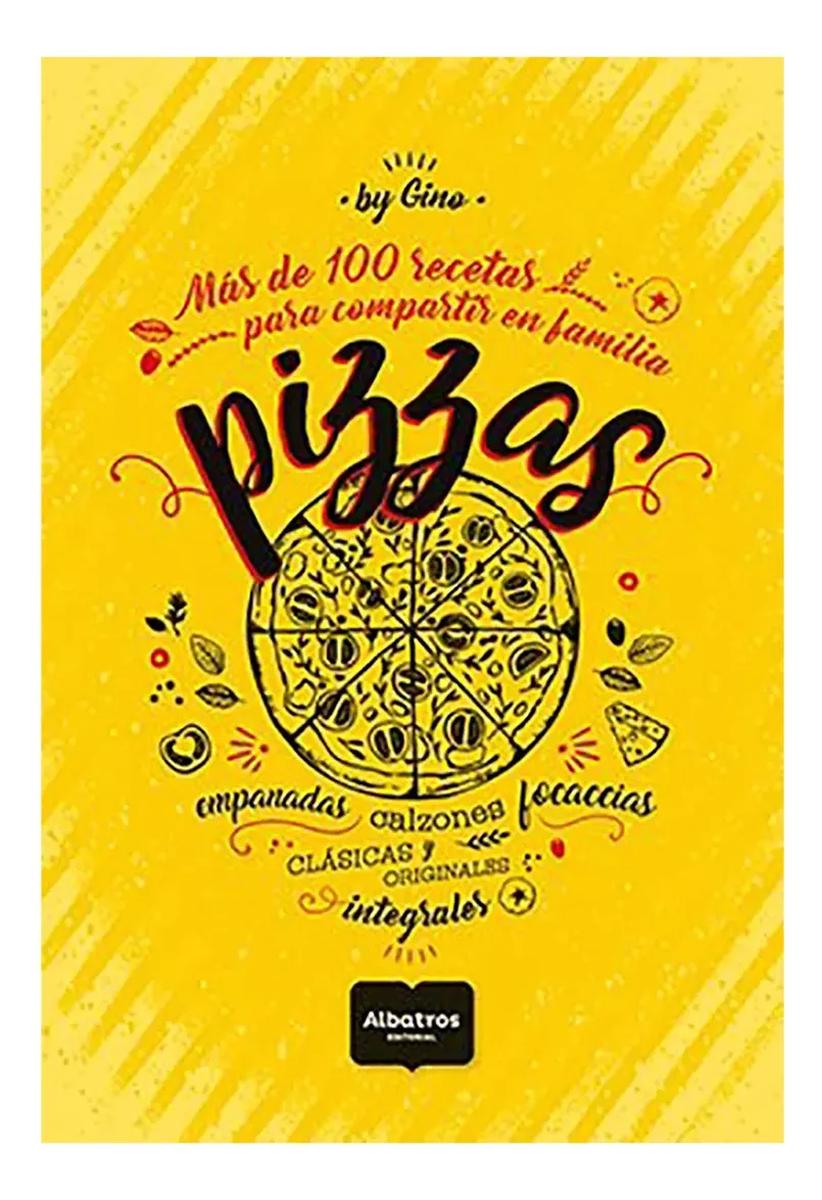 • by Gino •
Más de 100 recetas
para compartir en familia
pizzas
empanadas calzones focaccias
CLÁSICAS y
ORIGINALES
integrales
Albatros
EDITORIAL